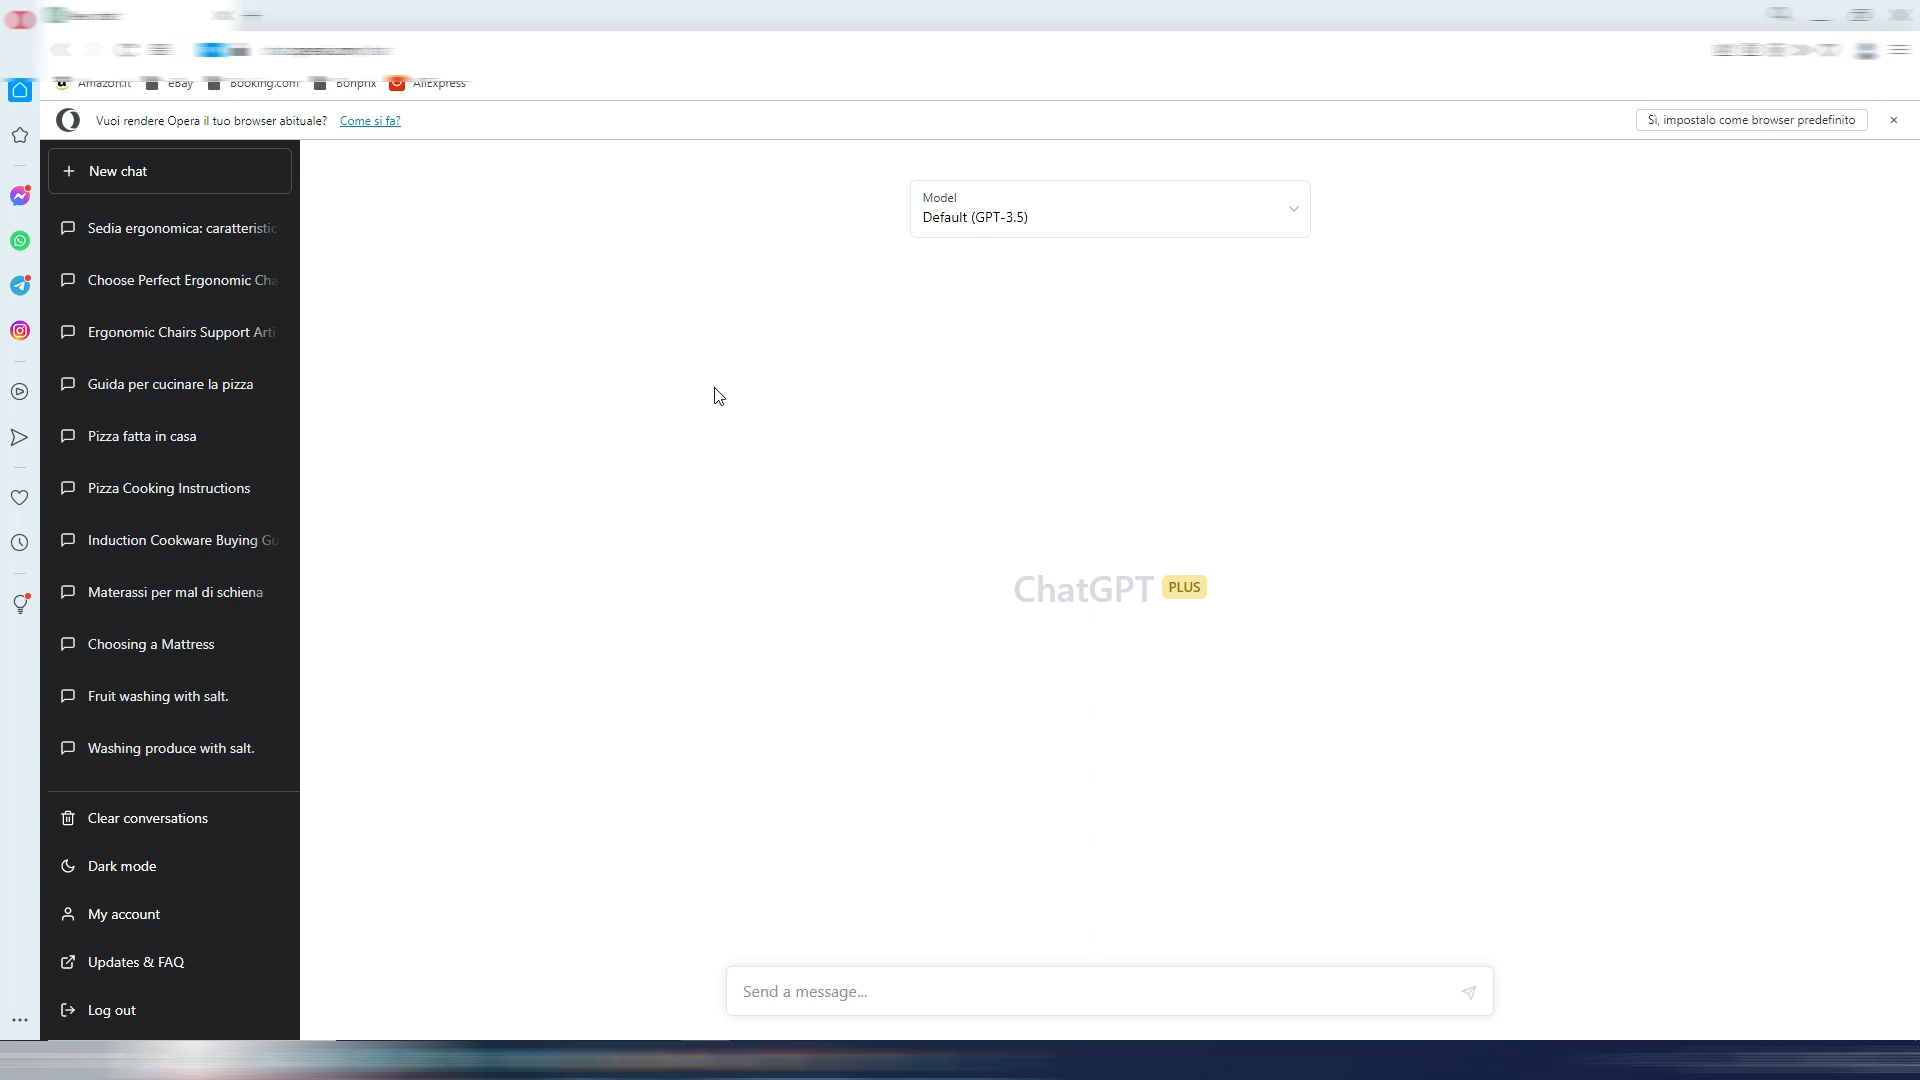 Amazon.it eBay Booking.com Bonprix AliExpress
Vuoi rendere Opera il tuo browser abituale? Come si fa? Sì, impostalo come browser predefinito
New chat
Sedia ergonomica: caratteristic
Choose Perfect Ergonomic Cha
Ergonomic Chairs Support Arti
Guida per cucinare la pizza
Pizza fatta in casa
Pizza Cooking Instructions
Induction Cookware Buying Gu
Materassi per mal di schiena
Choosing a Mattress
Fruit washing with salt.
Washing produce with salt.
Clear conversations
Dark mode
My account
Updates & FAQ
Log out
Model
Default (GPT-3.5)
ChatGPT PLUS
Send a message...